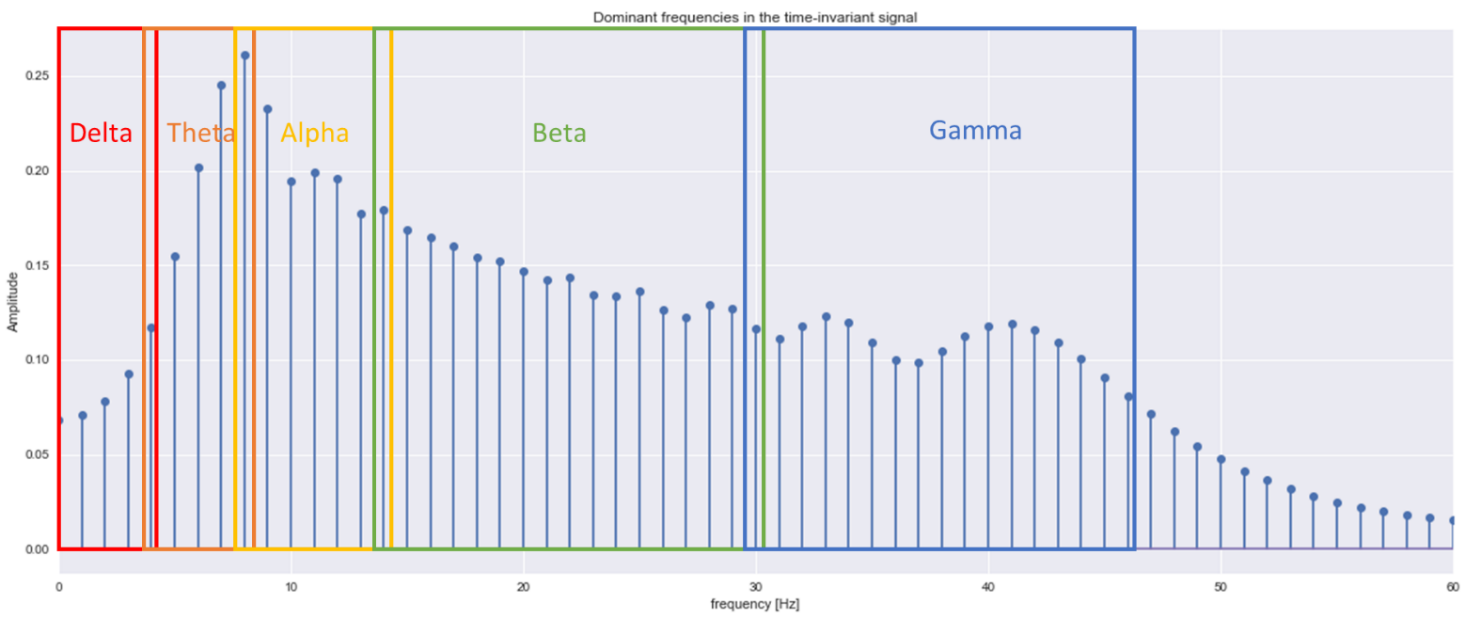 Dominant frequencies in the time-invariant signal
0.25
0.20
0.15
0.10
0.05
0.00
Amplitude
Delta
Theta
Alpha
Beta
Gamma
0 10 20 30 40 50 60
frequency [Hz]